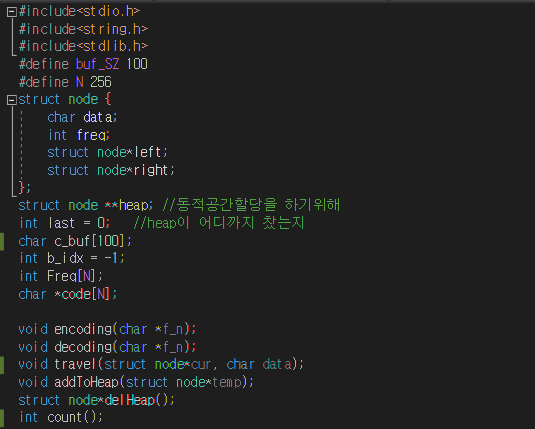 #include<stdio.h>
#include<string.h>
#include<stdlib.h>
#define buf_SZ 100
#define N 256
struct node {
    char data;
    int freq;
    struct node*left;
    struct node*right;
};
struct node **heap; //동적공간할당을 하기위해
int last = 0;   //heap이 어디까지 찼는지
char c_buf[100];
int b_idx = -1;
int Freq[N];
char *code[N];

void encoding(char *f_n);
void decoding(char *f_n);
void travel(struct node*cur, char data);
void addToHeap(struct node*temp);
struct node*delHeap();
int count();